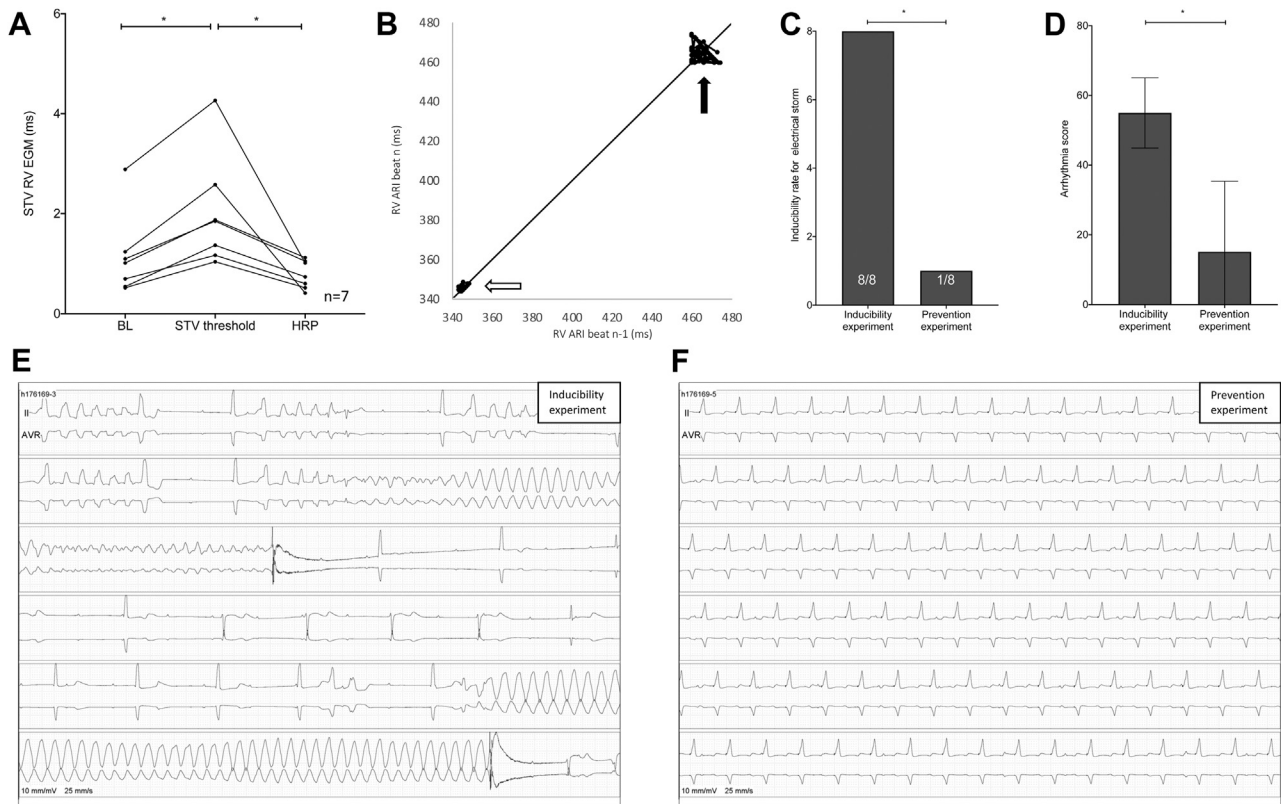 A
6
4
2
0
STV RV EGM (ms)
*
*
BL
STV threshold
HRP
n=7
B
480
460
440
420
400
380
360
340
RV ARI beat n (ms)
340
360
380
400
420
440
460
480
RV ARI beat n-1 (ms)
C
8
6
4
2
0
Inducibility rate for electrical storm
*
8/8
1/8
Inducibility
experiment
Prevention
experiment
D
80
60
40
20
0
Arrhythmia score
*
Inducibility
experiment
Prevention
experiment
E
h176169-3
Inducibility
experiment
II
AVR
10 mm/mV 25 mm/s
F
h176169-5
Prevention
experiment
II
AVR
10 mm/mV 25 mm/s